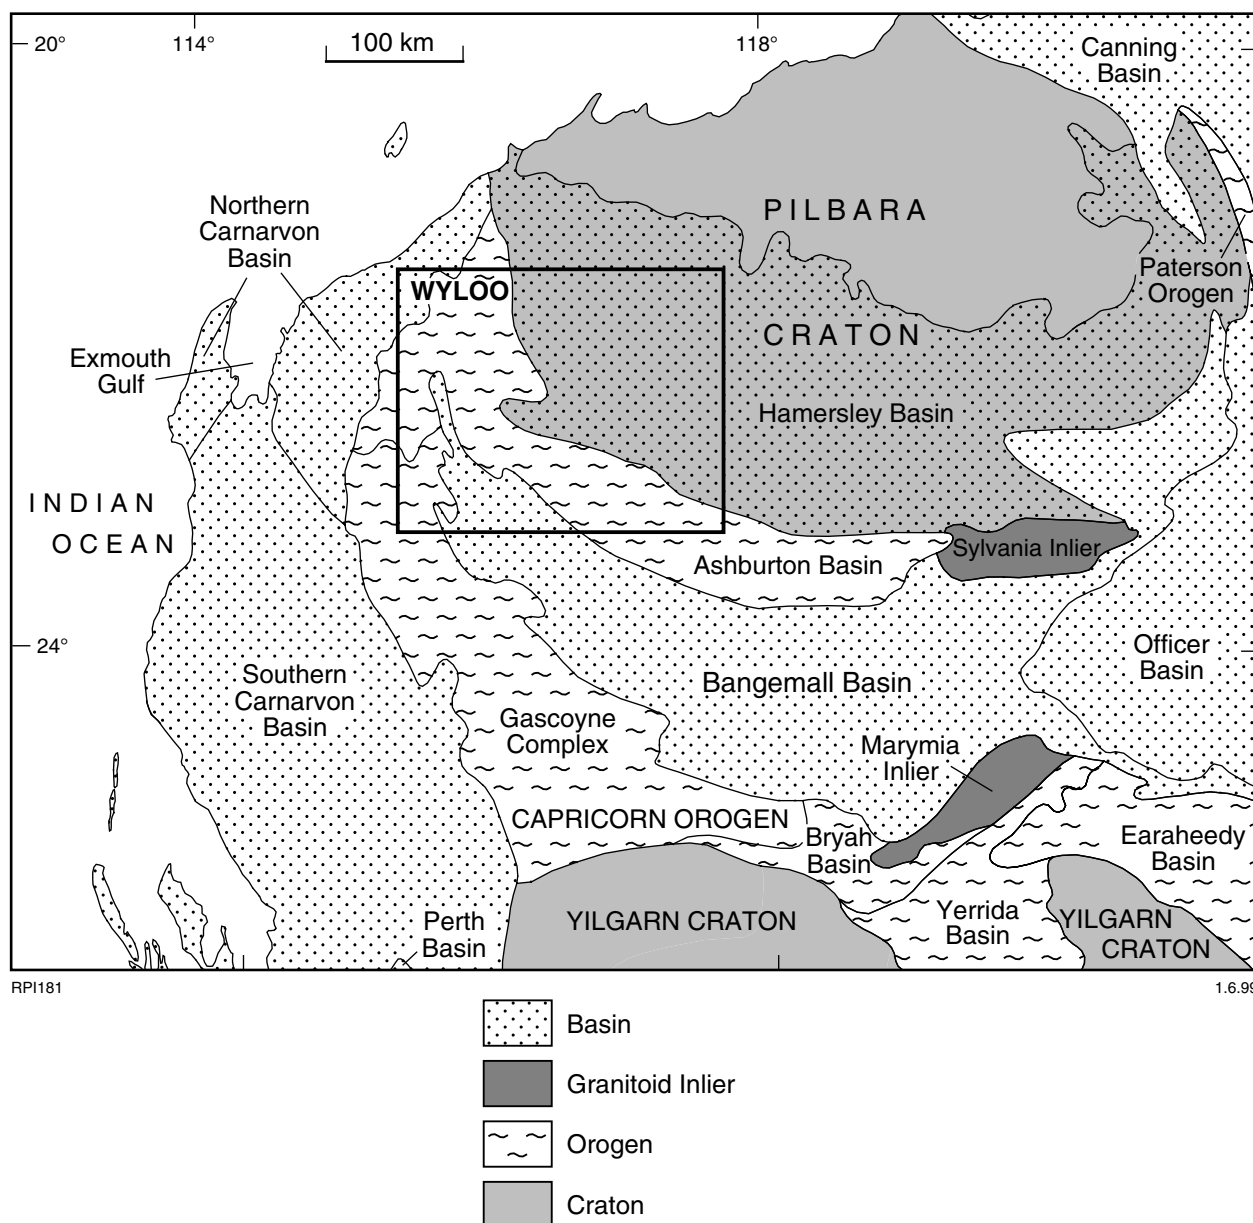 20°
114°
100 km
118°
Canning
Basin
PILBARA
Northern
Carnarvon
Basin
Paterson
Orogen
WYLOO
CRATON
Exmouth
Gulf
Hamersley Basin
INDIAN
OCEAN
Sylvania Inlier
Ashburton Basin
24°
Officer
Basin
Southern
Carnarvon
Basin
Bangemall Basin
Gascoyne
Complex
Marymia
Inlier
CAPRICORN OROGEN
Bryah
Basin
Earaheedy
Basin
Perth
Basin
YILGARN CRATON
Yerrida
Basin
YILGARN
CRATON
RPI181
1.6.99
Basin
Granitoid Inlier
Orogen
Craton